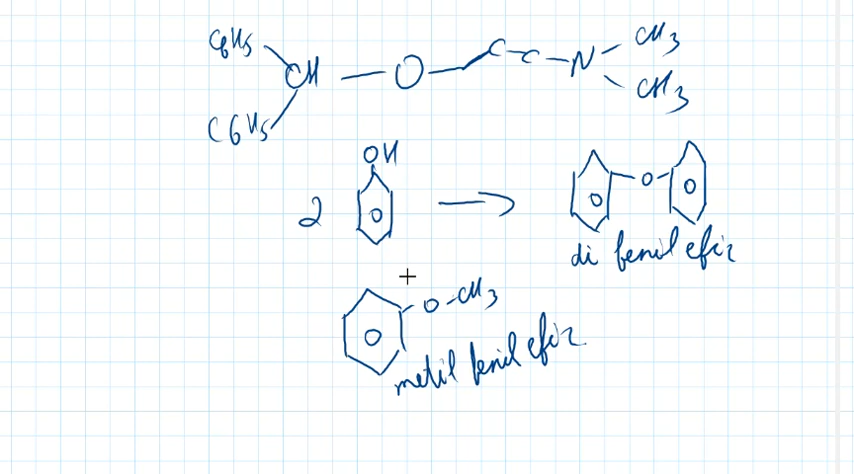 C6H5
CH — O — C — C — N
CH3
CH3
C6H5
OH
2 → O
di fenil efir
O — CH3
metil fenil efir